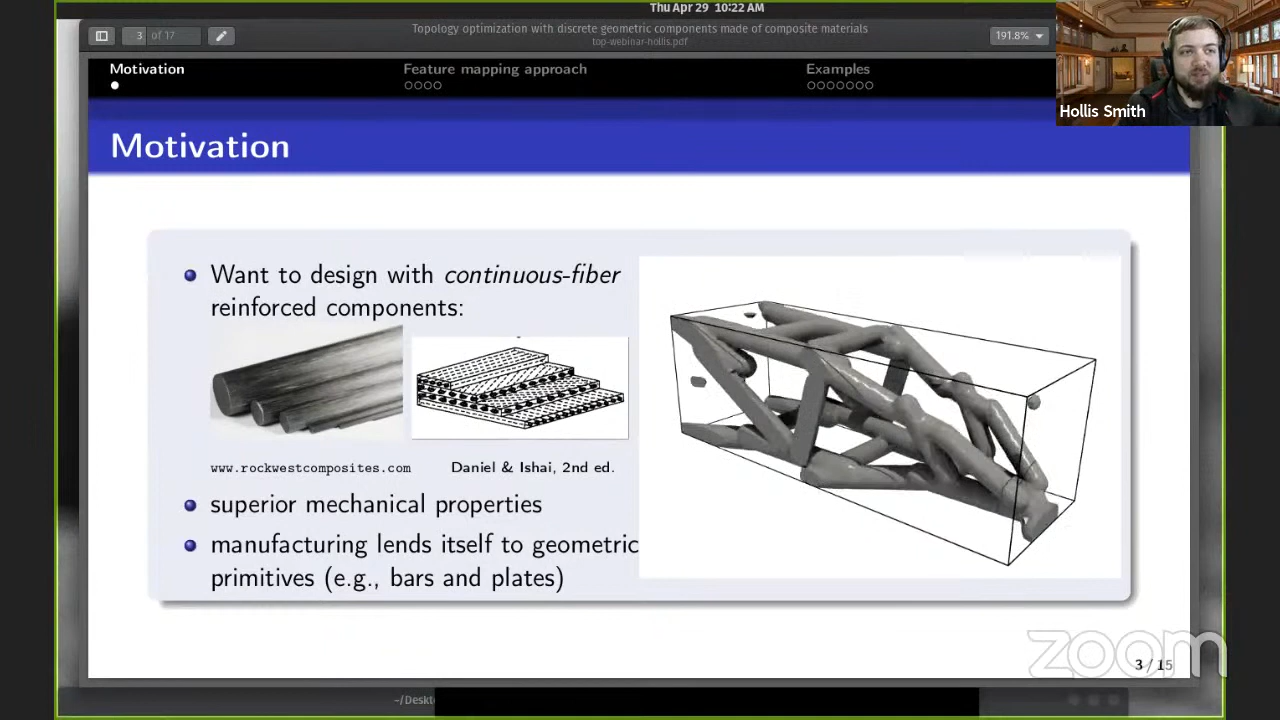 Thu Apr 29 10:22 AM
3 of 17
Topology optimization with discrete geometric components made of composite materials
top-webinar-hollis.pdf
191.8%
Motivation
Feature mapping approach
Examples
Hollis Smith
Motivation
Want to design with continuous-fiber
reinforced components:
www.rockwestcomposites.com
Daniel & Ishai, 2nd ed.
superior mechanical properties
manufacturing lends itself to geometric
primitives (e.g., bars and plates)
zoom
3 / 15
~/Deskt